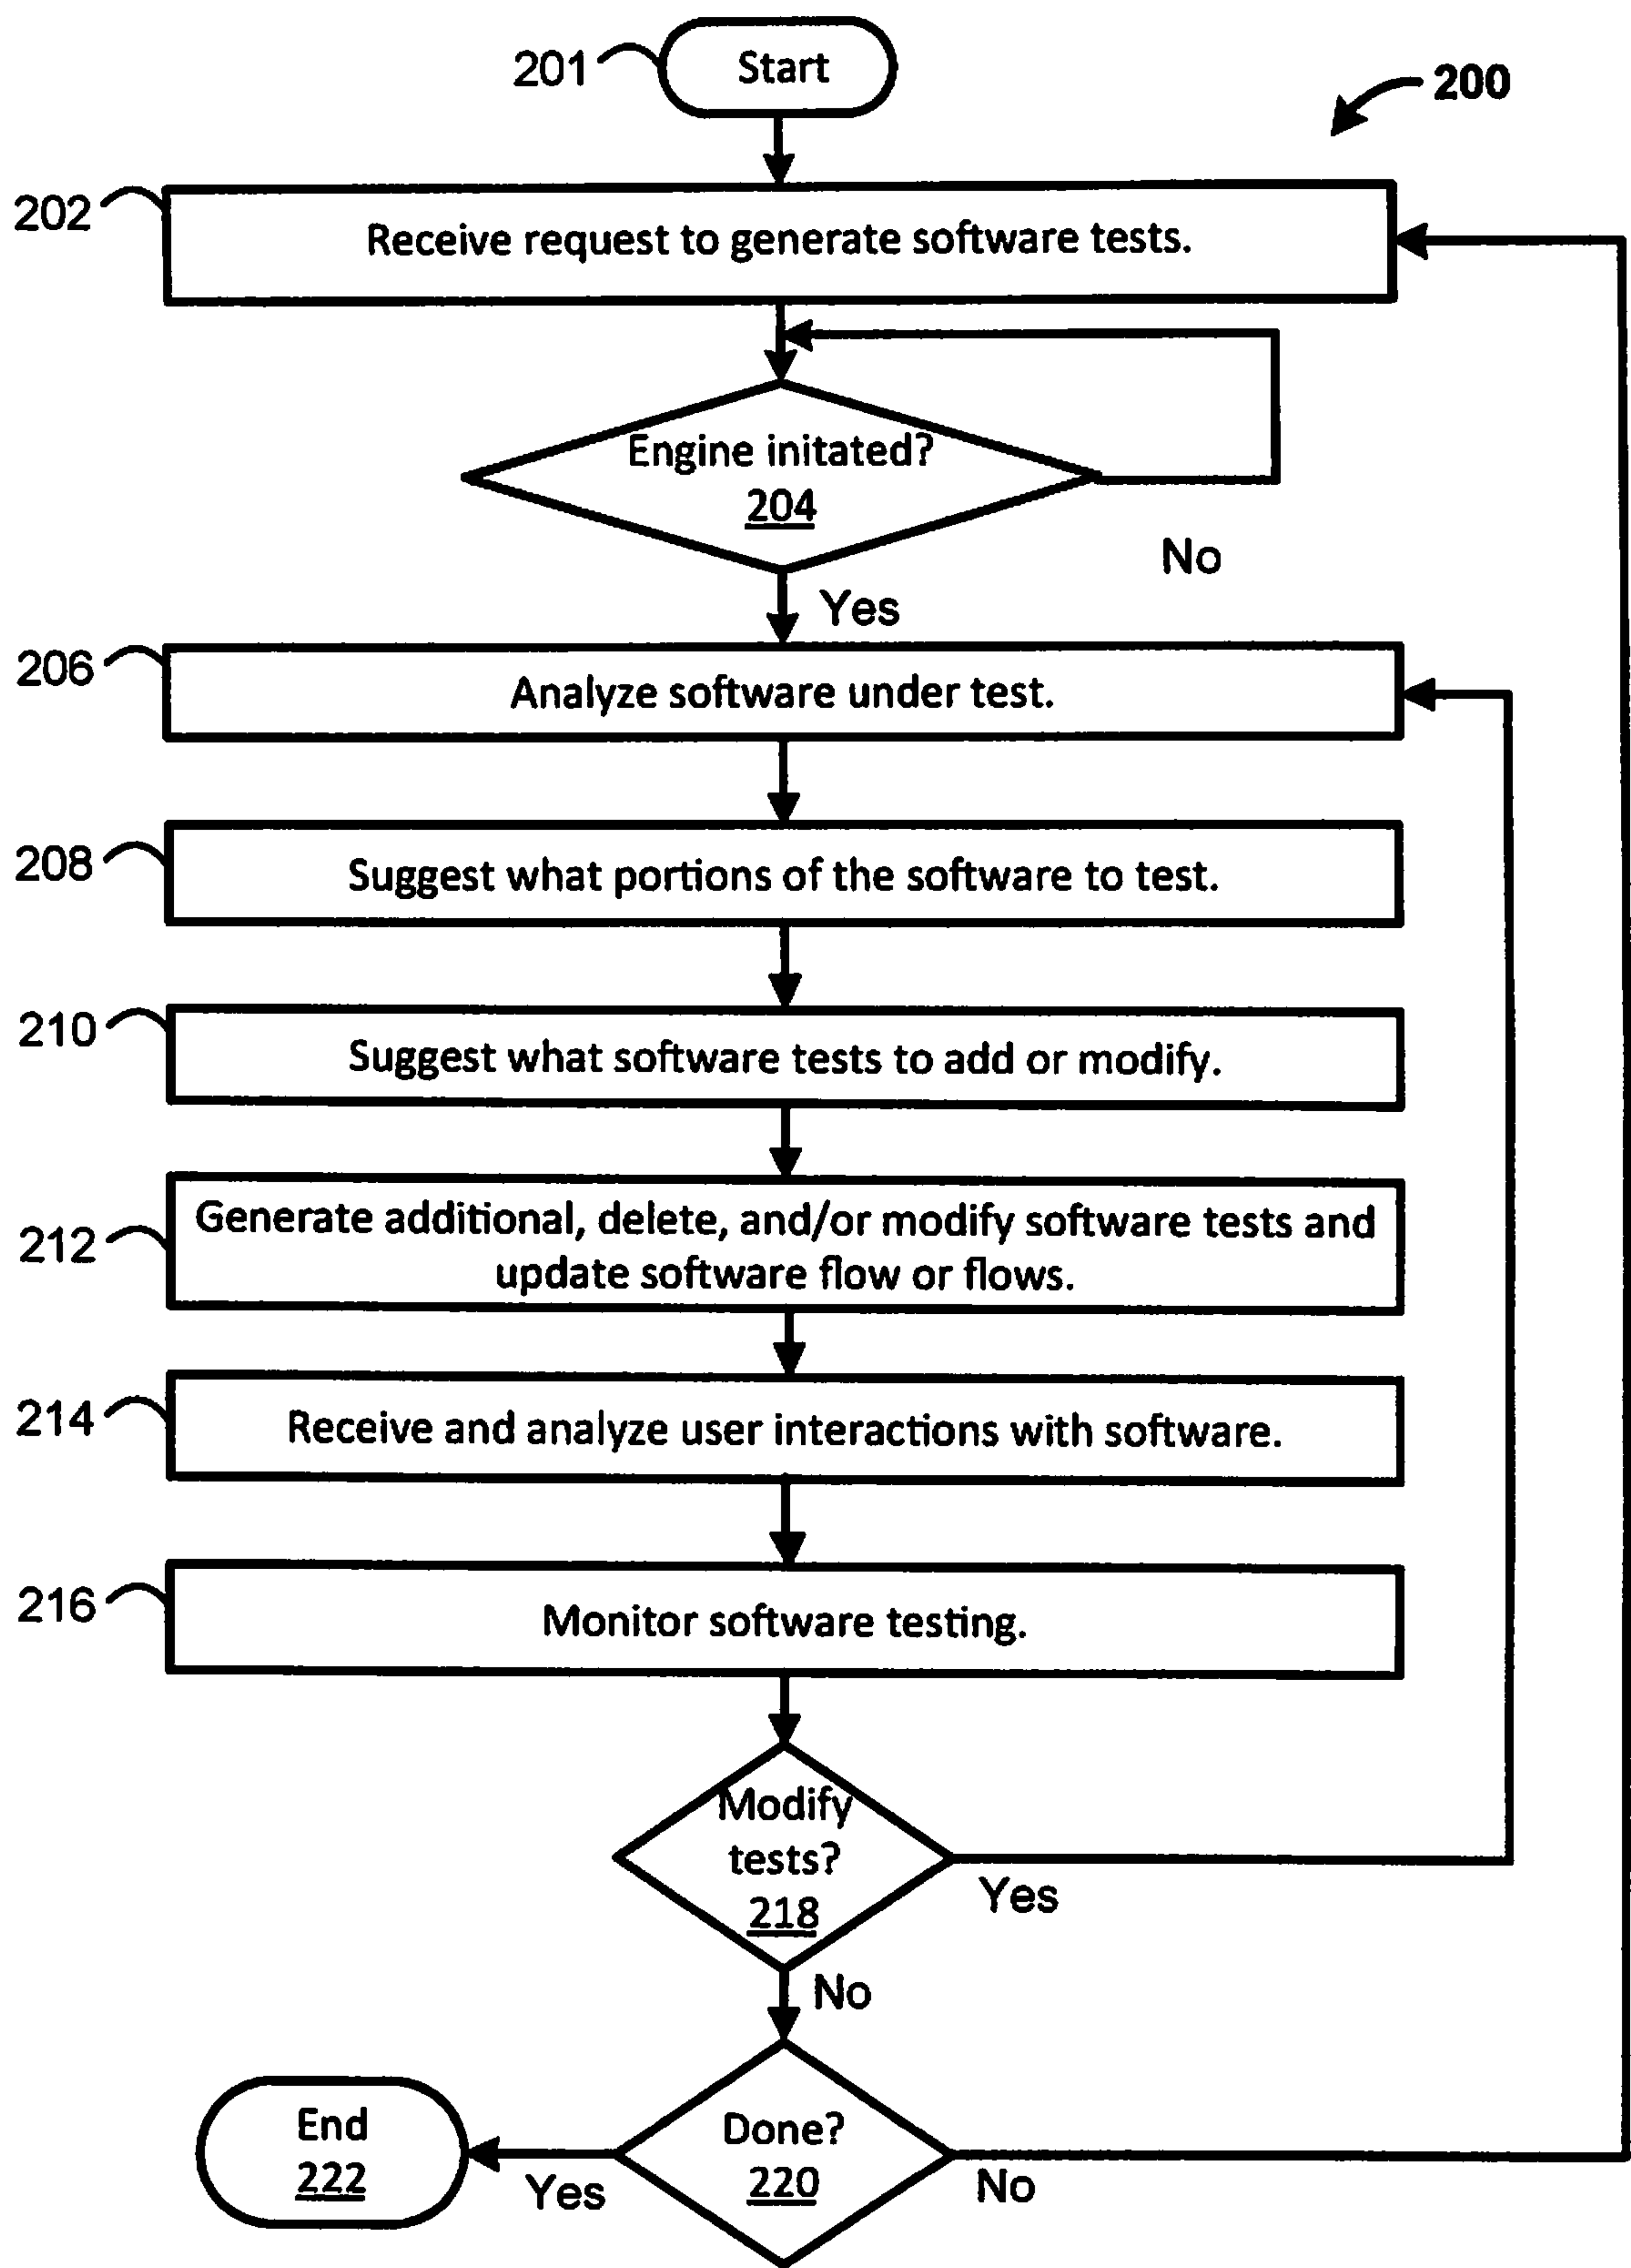 201
Start
200
202
Receive request to generate software tests.
Engine initated?
204
No
Yes
206
Analyze software under test.
208
Suggest what portions of the software to test.
210
Suggest what software tests to add or modify.
212
Generate additional, delete, and/or modify software tests and
update software flow or flows.
214
Receive and analyze user interactions with software.
216
Monitor software testing.
Modify
tests?
218
Yes
No
End
222
Yes
Done?
220
No